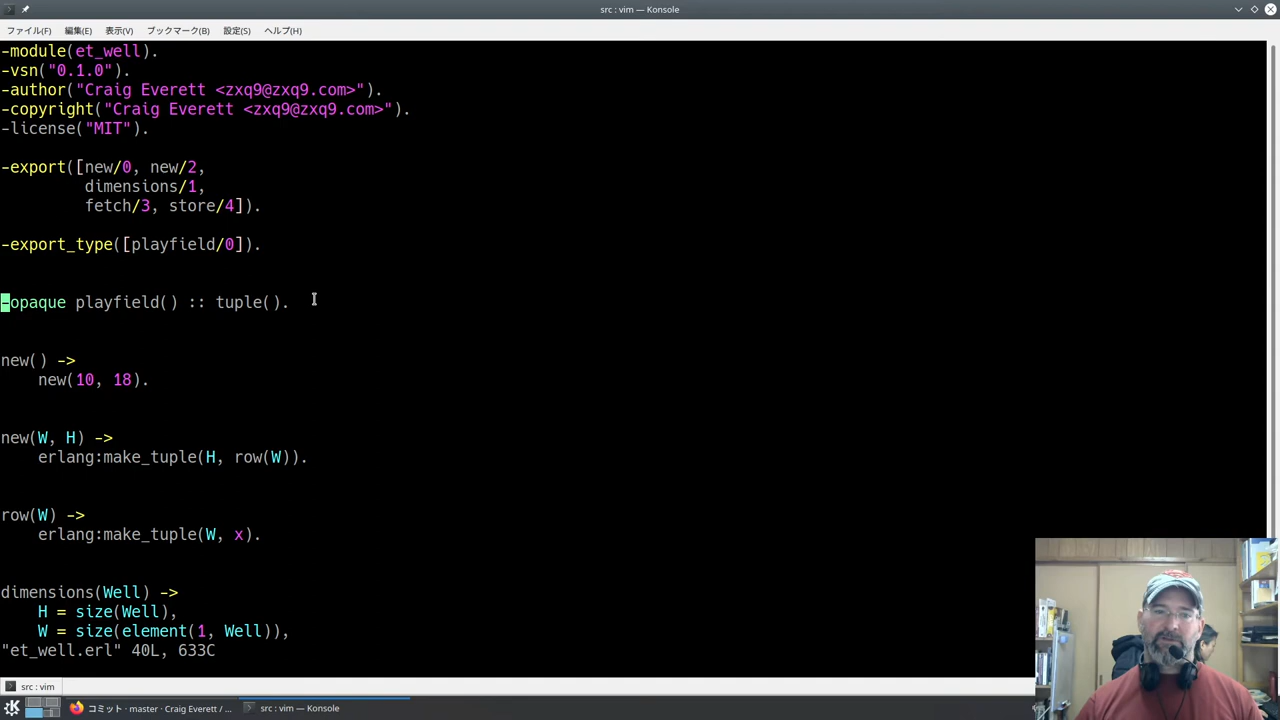 src : vim — Konsole
ファイル(F) 編集(E) 表示(V) ブックマーク(B) 設定(S) ヘルプ(H)
-module(et_well).
-vsn("0.1.0").
-author("Craig Everett <zxq9@zxq9.com>").
-copyright("Craig Everett <zxq9@zxq9.com>").
-license("MIT").
-export([new/0, new/2,
dimensions/1,
fetch/3, store/4]).
-export_type([playfield/0]).
-opaque playfield() :: tuple().
new() ->
new(10, 18).
new(W, H) ->
erlang:make_tuple(H, row(W)).
row(W) ->
erlang:make_tuple(W, x).
dimensions(Well) ->
H = size(Well),
W = size(element(1, Well)),
"et_well.erl" 40L, 633C
src : vim
コミット · master · Craig Everett / ... src : vim — Konsole